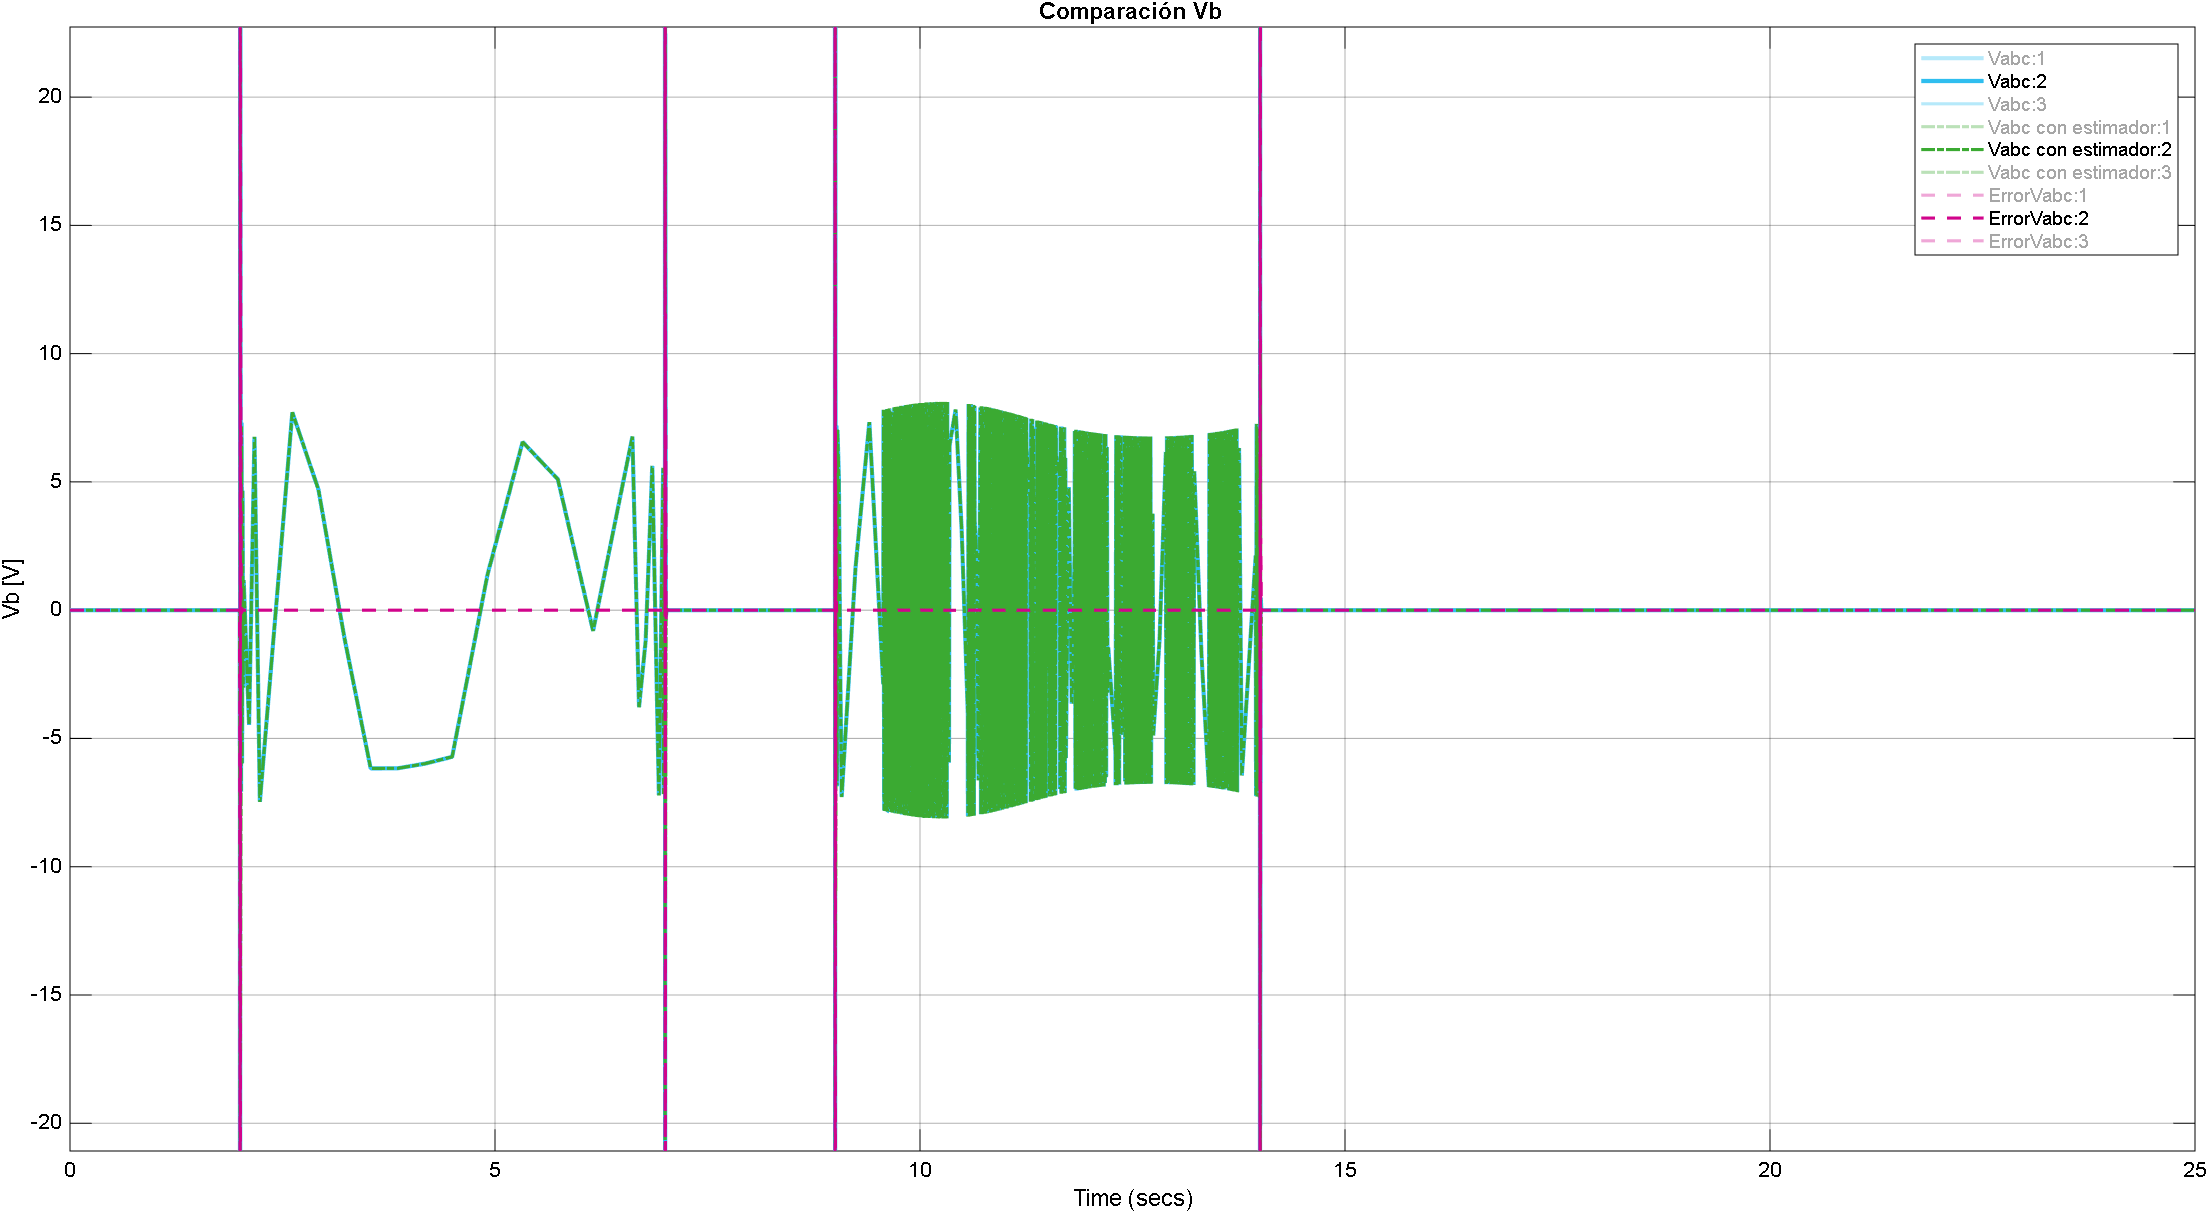 Comparación Vb
Vabc:1
Vabc:2
Vabc:3
Vabc con estimador:1
Vabc con estimador:2
Vabc con estimador:3
ErrorVabc:1
ErrorVabc:2
ErrorVabc:3
20
15
10
5
0
-5
-10
-15
-20
Vb [V]
0 5 10 15 20 25
Time (secs)